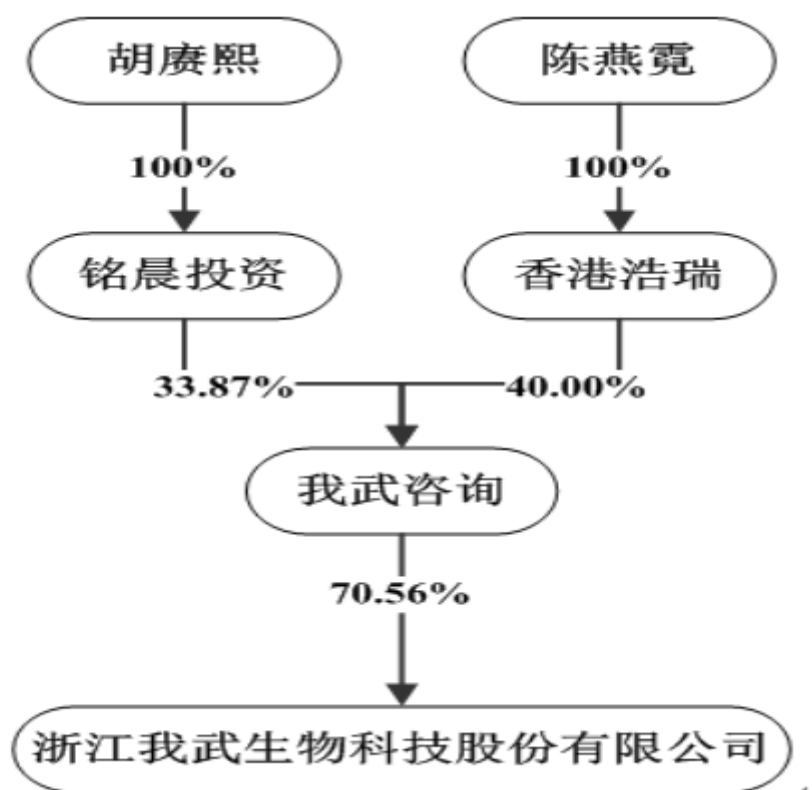 胡赓熙 陈燕霓
100% 100%
铭晨投资 香港浩瑞
33.87% 40.00%
我武咨询
70.56%
浙江我武生物科技股份有限公司